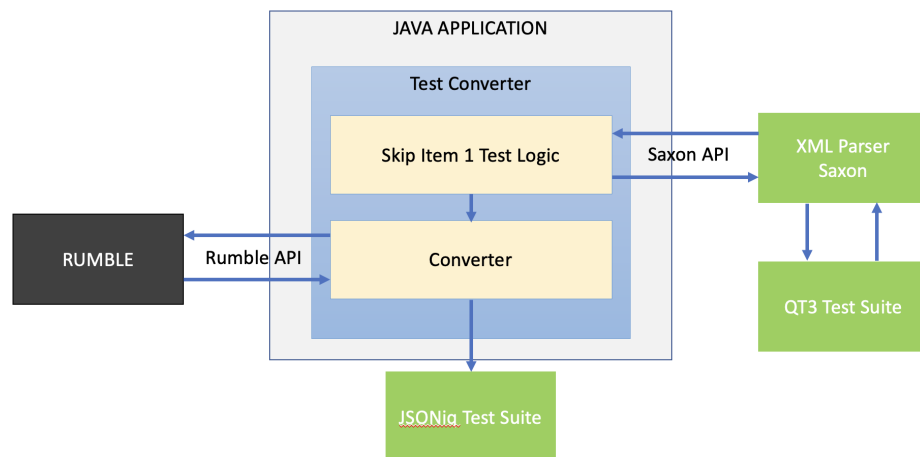 JAVA APPLICATION
Test Converter
Skip Item 1 Test Logic
Saxon API
XML Parser
Saxon
RUMBLE
Rumble API
Converter
QT3 Test Suite
JSONiq Test Suite